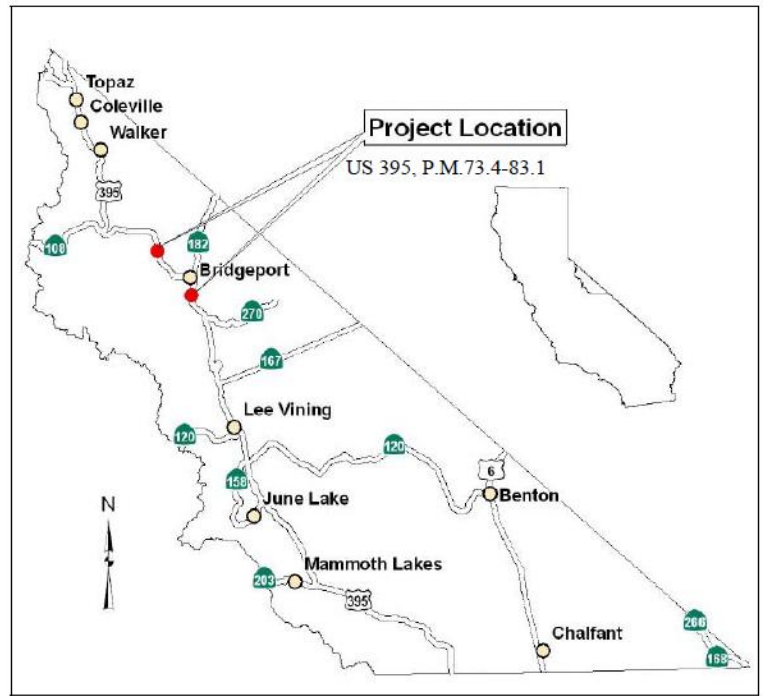 Topaz
Coleville
Walker
Project Location
US 395, P.M.73.4-83.1
395
108
182
Bridgeport
270
167
Lee Vining
120
120
6
158
Benton
N
June Lake
Mammoth Lakes
203
395
Chalfant
266
168